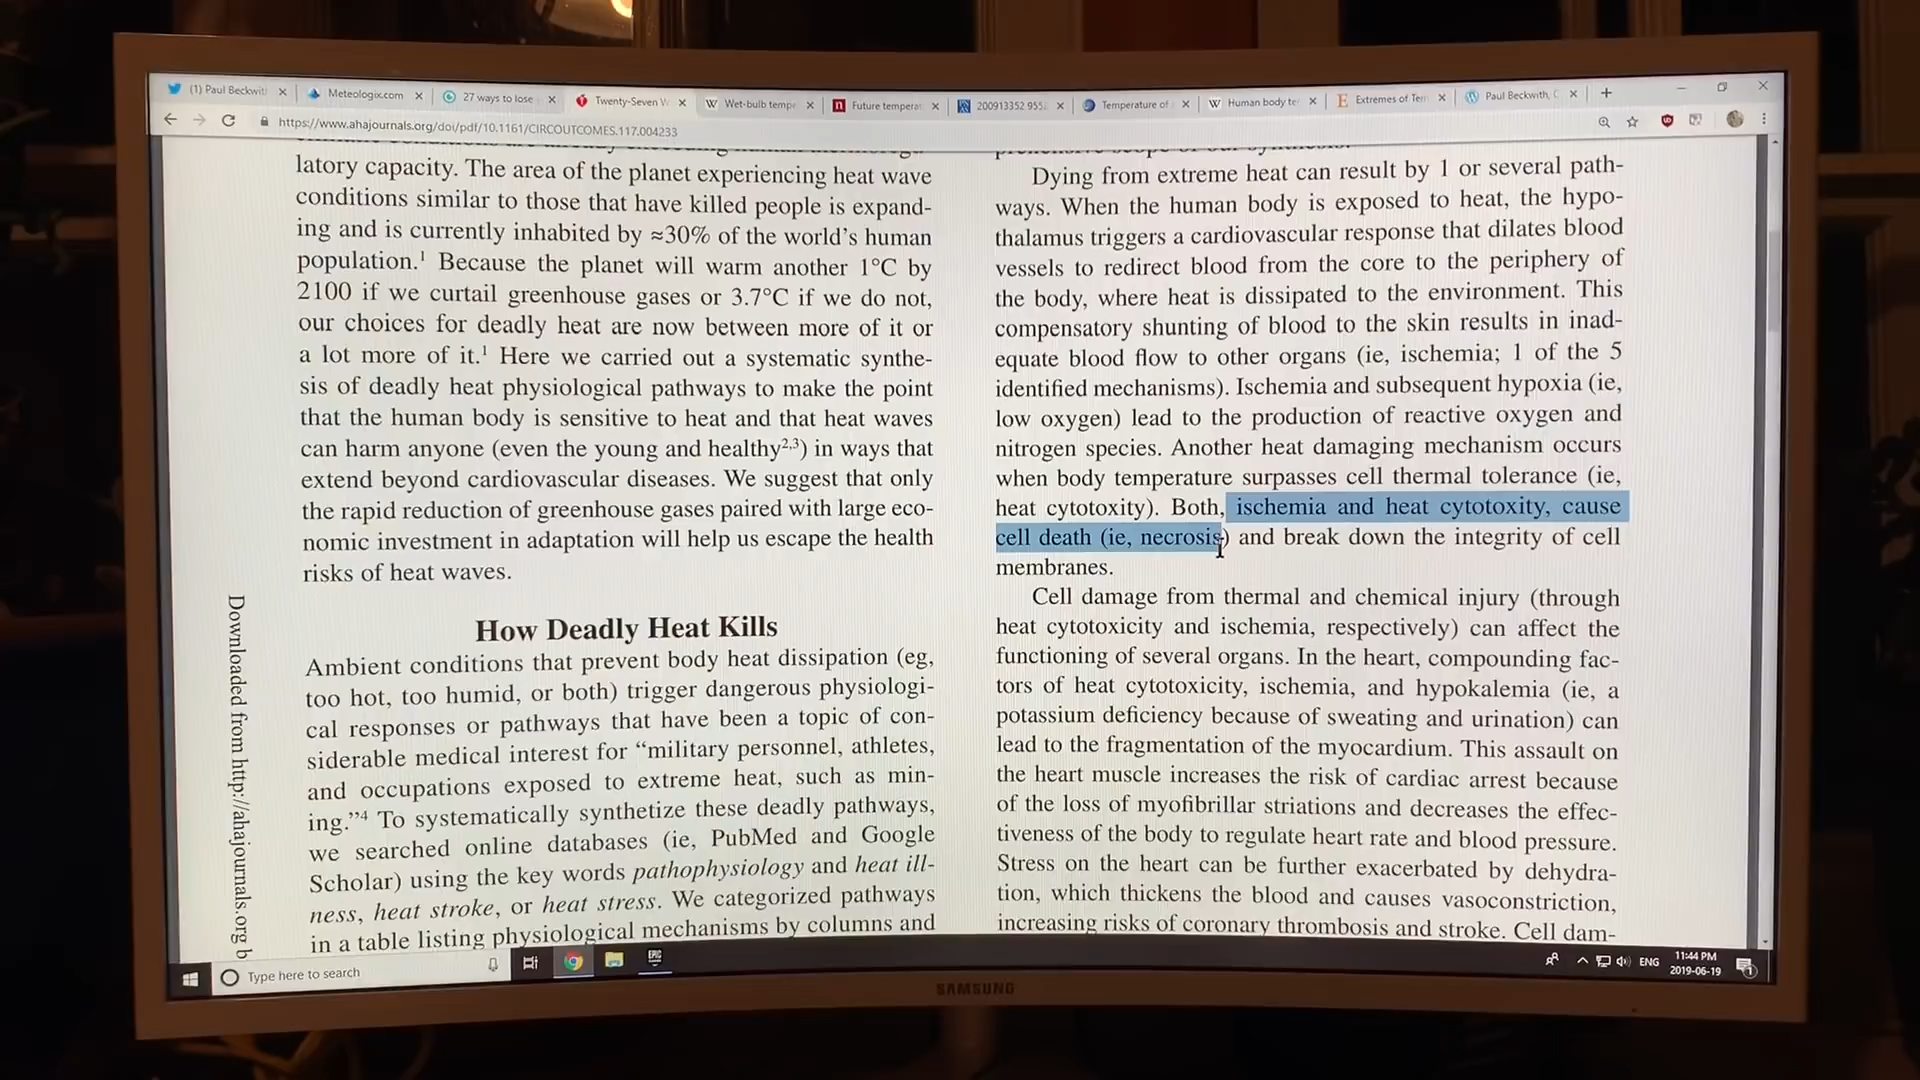 (1) Paul Beckwit
Meteologix.com
27 ways to lose
Twenty-Seven W
Wet-bulb tempe
Future temperat
200913352 955
Temperature of
Human body te
Extremes of Tem
Paul Beckwith, C
https://www.ahajournals.org/doi/pdf/10.1161/CIRCOUTCOMES.117.004233
latory capacity. The area of the planet experiencing heat wave
conditions similar to those that have killed people is expand-
ing and is currently inhabited by ≈30% of the world's human
population.1 Because the planet will warm another 1°C by
2100 if we curtail greenhouse gases or 3.7°C if we do not,
our choices for deadly heat are now between more of it or
a lot more of it.1 Here we carried out a systematic synthe-
sis of deadly heat physiological pathways to make the point
that the human body is sensitive to heat and that heat waves
can harm anyone (even the young and healthy2,3) in ways that
extend beyond cardiovascular diseases. We suggest that only
the rapid reduction of greenhouse gases paired with large eco-
nomic investment in adaptation will help us escape the health
risks of heat waves.
How Deadly Heat Kills
Ambient conditions that prevent body heat dissipation (eg,
too hot, too humid, or both) trigger dangerous physiologi-
cal responses or pathways that have been a topic of con-
siderable medical interest for “military personnel, athletes,
and occupations exposed to extreme heat, such as min-
ing.”4 To systematically synthetize these deadly pathways,
we searched online databases (ie, PubMed and Google
Scholar) using the key words pathophysiology and heat ill-
ness, heat stroke, or heat stress. We categorized pathways
in a table listing physiological mechanisms by columns and
Dying from extreme heat can result by 1 or several path-
ways. When the human body is exposed to heat, the hypo-
thalamus triggers a cardiovascular response that dilates blood
vessels to redirect blood from the core to the periphery of
the body, where heat is dissipated to the environment. This
compensatory shunting of blood to the skin results in inad-
equate blood flow to other organs (ie, ischemia; 1 of the 5
identified mechanisms). Ischemia and subsequent hypoxia (ie,
low oxygen) lead to the production of reactive oxygen and
nitrogen species. Another heat damaging mechanism occurs
when body temperature surpasses cell thermal tolerance (ie,
heat cytotoxity). Both, ischemia and heat cytotoxity, cause
cell death (ie, necrosis) and break down the integrity of cell
membranes.
Cell damage from thermal and chemical injury (through
heat cytotoxicity and ischemia, respectively) can affect the
functioning of several organs. In the heart, compounding fac-
tors of heat cytotoxicity, ischemia, and hypokalemia (ie, a
potassium deficiency because of sweating and urination) can
lead to the fragmentation of the myocardium. This assault on
the heart muscle increases the risk of cardiac arrest because
of the loss of myofibrillar striations and decreases the effec-
tiveness of the body to regulate heart rate and blood pressure.
Stress on the heart can be further exacerbated by dehydra-
tion, which thickens the blood and causes vasoconstriction,
increasing risks of coronary thrombosis and stroke. Cell dam-
Downloaded from http://ahajournals.org b
Type here to search
EPIC
ENG
11:44 PM
2019-06-19
SAMSUNG